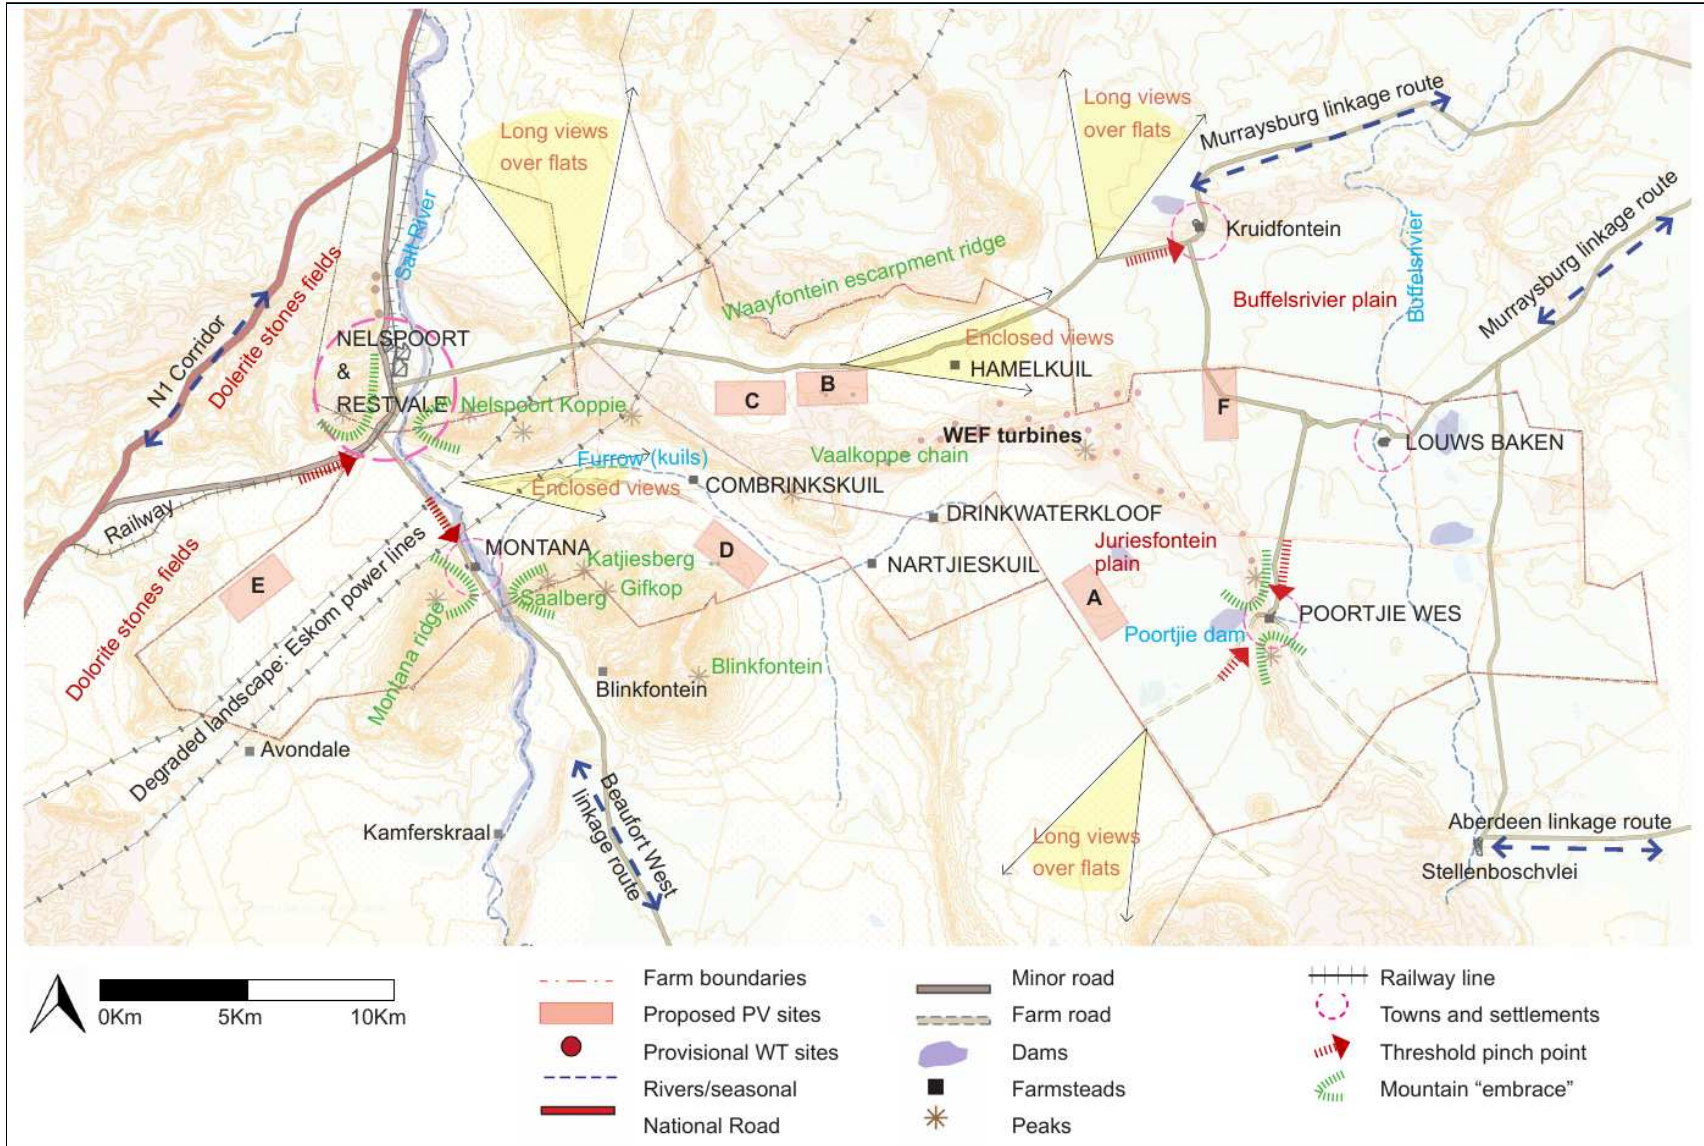 Long views
over flats
Long views
over flats
Murraysburg linkage route
Murraysburg linkage route
Salt River
Kruidfontein
Buffelsrivier
Waayfontein escarpment ridge
Buffelsrivier plain
Dolerite stones fields
N1 Corridor
NELSPOORT
&
RESTVALE
Enclosed views
HAMELKUIL
B
C
F
Nelspoort Koppie
WEF turbines
LOUWS BAKEN
Vaalkoppe chain
Furrow (kuils)
Enclosed views
COMBRINKSKUIL
DRINKWATERKLOOF
Railway
Juriesfontein
plain
MONTANA
Katjiesberg
D
NARTJIESKUIL
E
Gifkop
Saalberg
A
POORTJIE WES
Poortjie dam
Dolorite stones fields
Montana ridge
Degraded landscape: Eskom power lines
Blinkfontein
Blinkfontein
Avondale
Kamferskraal
Beaufort West
linkage route
Long views
over flats
Aberdeen linkage route
Stellenboschvlei
0Km
5Km
10Km
Farm boundaries
Proposed PV sites
Provisional WT sites
Rivers/seasonal
National Road
Minor road
Farm road
Dams
Farmsteads
Peaks
Railway line
Towns and settlements
Threshold pinch point
Mountain “embrace”